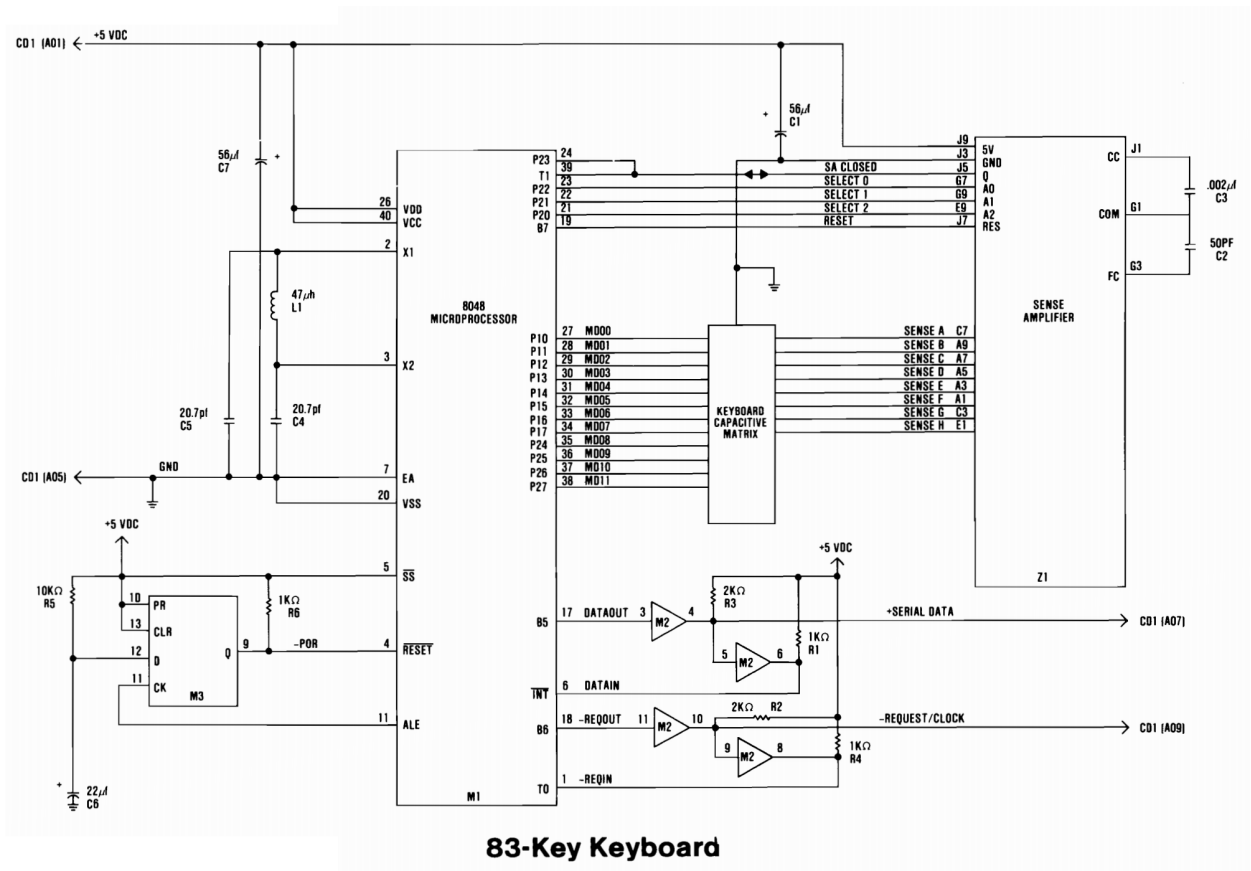 CD1 (A01)
+5 VDC
56µf
C7
+
+
56µf
C1
24
P23
39
T1
23
P22
22
P21
21
P20
19
B7
SA CLOSED
SELECT 0
SELECT 1
SELECT 2
RESET
J9
5V
J3
GND
J5
Q
G7
A0
G9
A1
E9
A2
J7
RES
CC
J1
.002µf
C3
COM
G1
50PF
C2
FC
G3
SENSE
AMPLIFIER
Z1
26
VDD
40
VCC
2
X1
47µh
L1
3
X2
20.7pf
C5
20.7pf
C4
8048
MICROPROCESSOR
P10 27 MD00
P11 28 MD01
P12 29 MD02
P13 30 MD03
P14 31 MD04
P15 32 MD05
P16 33 MD06
P17 34 MD07
P24 35 MD08
P25 36 MD09
P26 37 MD10
P27 38 MD11
KEYBOARD
CAPACITIVE
MATRIX
SENSE A C7
SENSE B A9
SENSE C A7
SENSE D A5
SENSE E A3
SENSE F A1
SENSE G C3
SENSE H E1
CD1 (A05)
GND
7
EA
20
VSS
+5 VDC
10KΩ
R5
5
SS
1KΩ
R6
10
PR
13
CLR
12
D
11
CK
Q
9
-POR
4
RESET
M3
11
ALE
+
22µf
C6
M1
+5 VDC
2KΩ
R3
B5
17 DATAOUT 3
M2
4
+SERIAL DATA
CD1 (A07)
5
M2
6
1KΩ
R1
INT
6 DATAIN
2KΩ R2
B6
18 -REQOUT 11
M2
10
-REQUEST/CLOCK
CD1 (A09)
9
M2
8
1KΩ
R4
T0
1 -REQIN
83-Key Keyboard